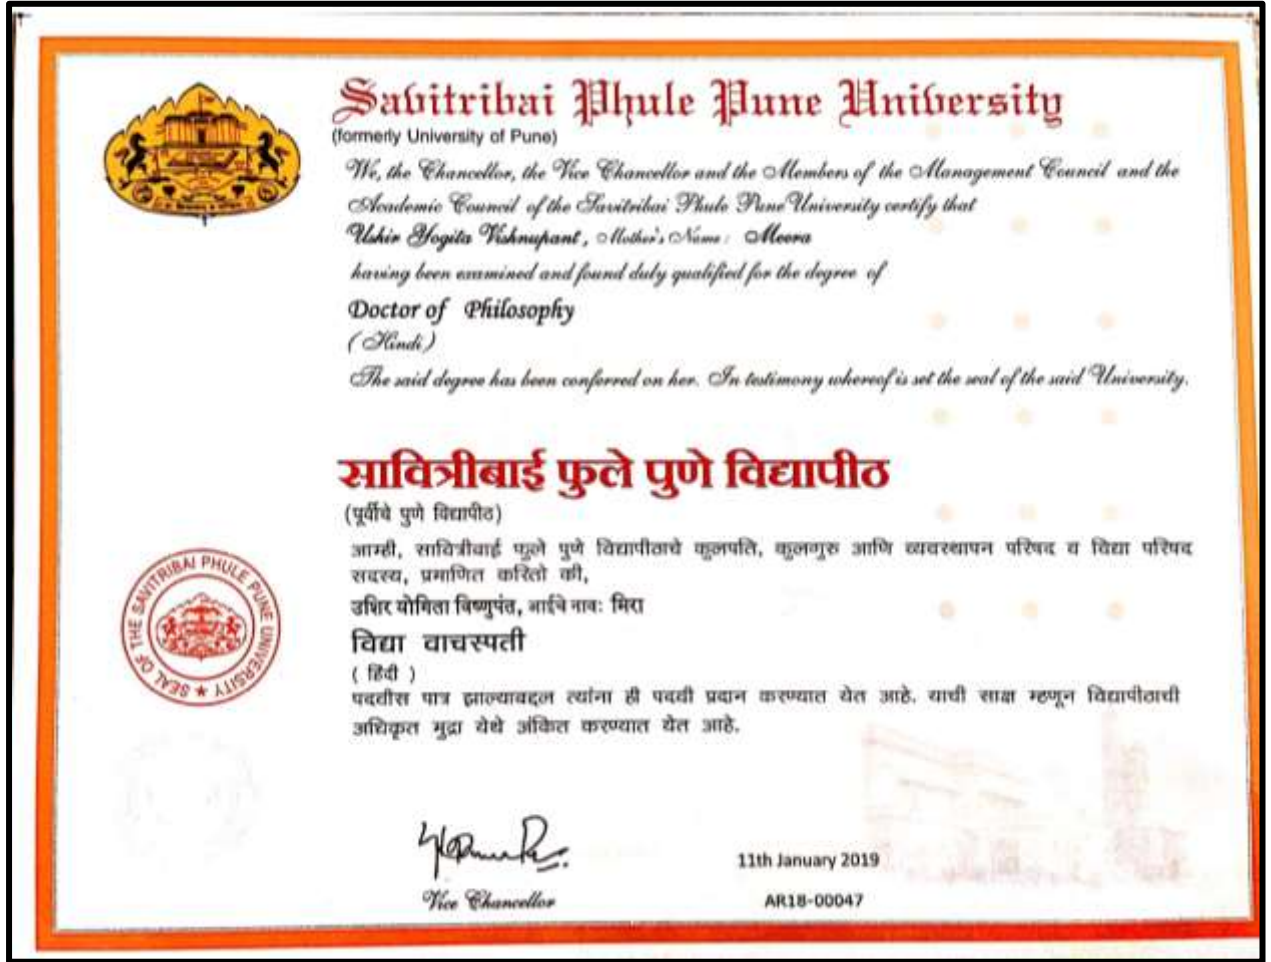 Savitribai Phule Pune University
(formerly University of Pune)
We, the Chancellor, the Vice Chancellor and the Members of the Management Council and the
Academic Council of the Savitribai Phule Pune University certify that
Ushir Yogita Vishnupant, Mother's Name: Meera
having been examined and found duly qualified for the degree of
Doctor of Philosophy
(Hindi)
The said degree has been conferred on her. In testimony whereof is set the seal of the said University.
सावित्रीबाई फुले पुणे विद्यापीठ
(पूर्वीचे पुणे विद्यापीठ)
आम्ही, सावित्रीबाई फुले पुणे विद्यापीठाचे कुलपति, कुलगुरु आणि व्यवस्थापन परिषद व विद्या परिषद
सदस्य, प्रमाणित करितो की,
उशिर योगिता विष्णुपंत, आईचे नावः मिरा
विद्या वाचस्पती
( हिंदी )
पदवीस पात्र झाल्याबद्दल त्यांना ही पदवी प्रदान करण्यात येत आहे. याची साक्ष म्हणून विद्यापीठाची
अधिकृत मुद्रा येथे अंकित करण्यात येत आहे.
SEAL OF THE SAVITRIBAI PHULE PUNE UNIVERSITY
Vice Chancellor
11th January 2019
AR18-00047